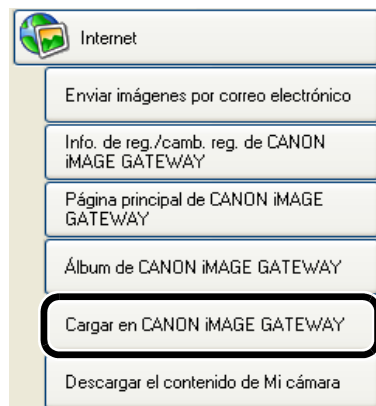 Internet
Enviar imágenes por correo electrónico
Info. de reg./camb. reg. de CANON
iMAGE GATEWAY
Página principal de CANON iMAGE
GATEWAY
Álbum de CANON iMAGE GATEWAY
Cargar en CANON iMAGE GATEWAY
Descargar el contenido de Mi cámara